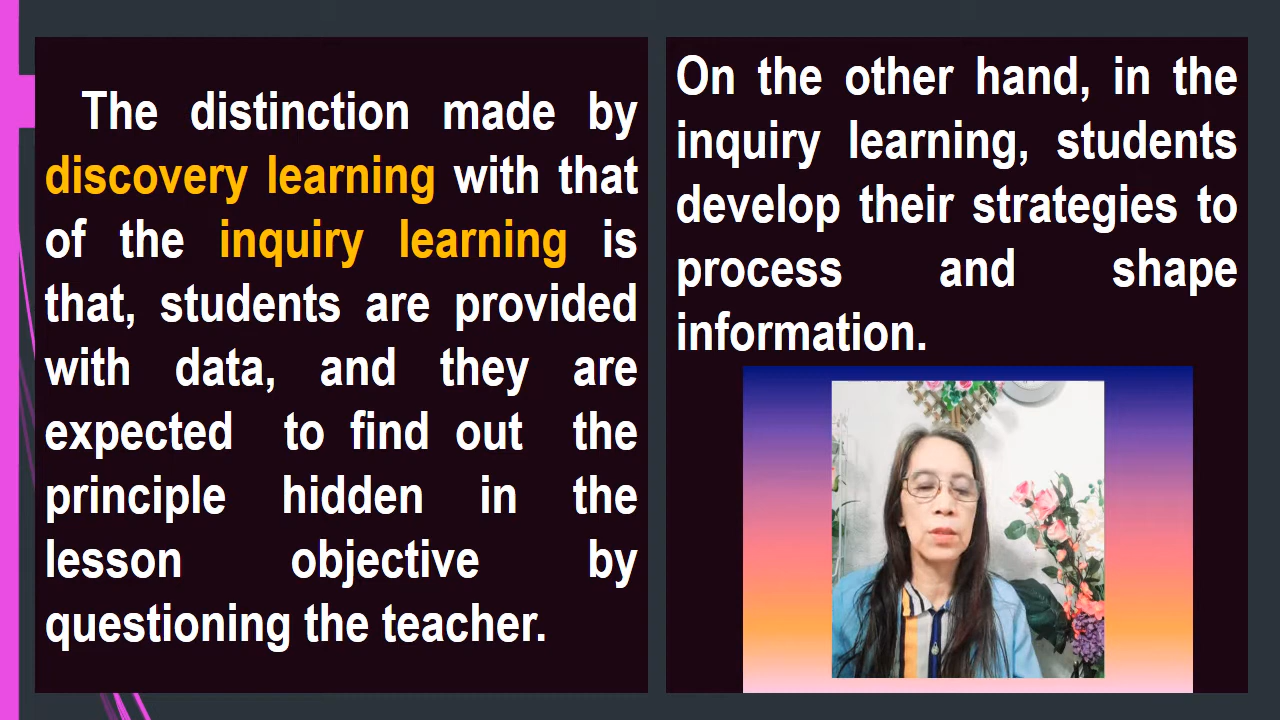 The distinction made by
discovery learning with that
of the inquiry learning is
that, students are provided
with data, and they are
expected to find out the
principle hidden in the
lesson objective by
questioning the teacher.
On the other hand, in the
inquiry learning, students
develop their strategies to
process and shape
information.